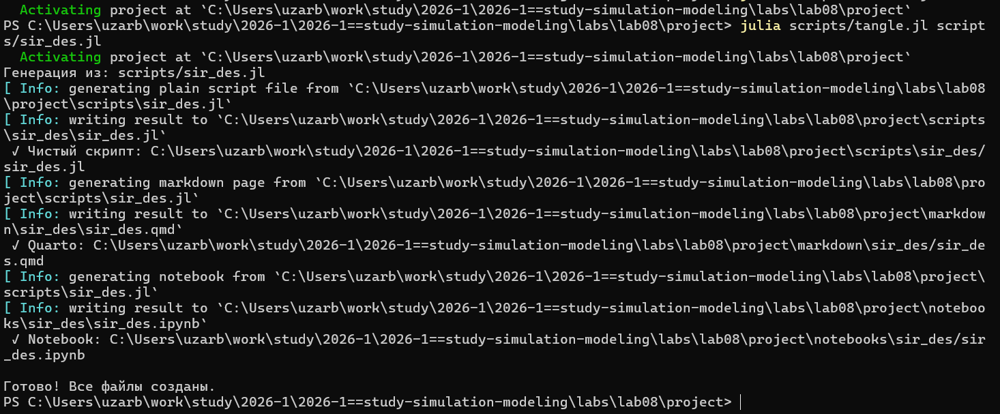 Activating project at `C:\Users\uzarb\work\study\2026-1\2026-1==study-simulation-modeling\labs\lab08\project`
PS C:\Users\uzarb\work\study\2026-1\2026-1==study-simulation-modeling\labs\lab08\project> julia scripts/tangle.jl script
s/sir_des.jl
  Activating project at `C:\Users\uzarb\work\study\2026-1\2026-1==study-simulation-modeling\labs\lab08\project`
Генерация из: scripts/sir_des.jl
[ Info: generating plain script file from `C:\Users\uzarb\work\study\2026-1\2026-1==study-simulation-modeling\labs\lab08
\project\scripts\sir_des.jl`
[ Info: writing result to `C:\Users\uzarb\work\study\2026-1\2026-1==study-simulation-modeling\labs\lab08\project\scripts
\sir_des\sir_des.jl`
 ✓ Чистый скрипт: C:\Users\uzarb\work\study\2026-1\2026-1==study-simulation-modeling\labs\lab08\project\scripts\sir_des/
sir_des.jl
[ Info: generating markdown page from `C:\Users\uzarb\work\study\2026-1\2026-1==study-simulation-modeling\labs\lab08\pro
ject\scripts\sir_des.jl`
[ Info: writing result to `C:\Users\uzarb\work\study\2026-1\2026-1==study-simulation-modeling\labs\lab08\project\markdow
n\sir_des\sir_des.qmd`
 ✓ Quarto: C:\Users\uzarb\work\study\2026-1\2026-1==study-simulation-modeling\labs\lab08\project\markdown\sir_des/sir_de
s.qmd
[ Info: generating notebook from `C:\Users\uzarb\work\study\2026-1\2026-1==study-simulation-modeling\labs\lab08\project\
scripts\sir_des.jl`
[ Info: writing result to `C:\Users\uzarb\work\study\2026-1\2026-1==study-simulation-modeling\labs\lab08\project\noteboo
ks\sir_des\sir_des.ipynb`
 ✓ Notebook: C:\Users\uzarb\work\study\2026-1\2026-1==study-simulation-modeling\labs\lab08\project\notebooks\sir_des/sir
_des.ipynb
Готово! Все файлы созданы.
PS C:\Users\uzarb\work\study\2026-1\2026-1==study-simulation-modeling\labs\lab08\project>